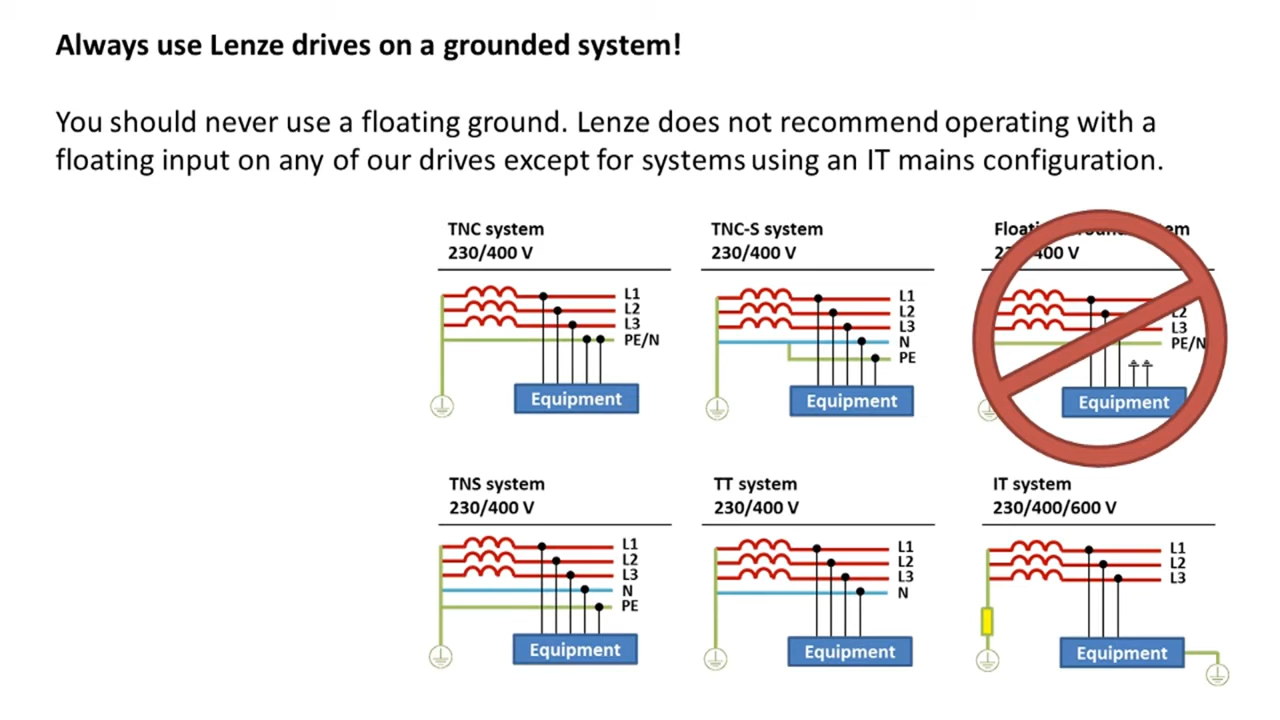 Always use Lenze drives on a grounded system!
You should never use a floating ground. Lenze does not recommend operating with a
floating input on any of our drives except for systems using an IT mains configuration.
TNC system
230/400 V
L1
L2
L3
PE/N
Equipment
TNC-S system
230/400 V
L1
L2
L3
N
PE
Equipment
400 V
L2
L3
PE/N
Equipment
TNS system
230/400 V
L1
L2
L3
N
PE
Equipment
TT system
230/400 V
L1
L2
L3
N
Equipment
IT system
230/400/600 V
L1
L2
L3
Equipment